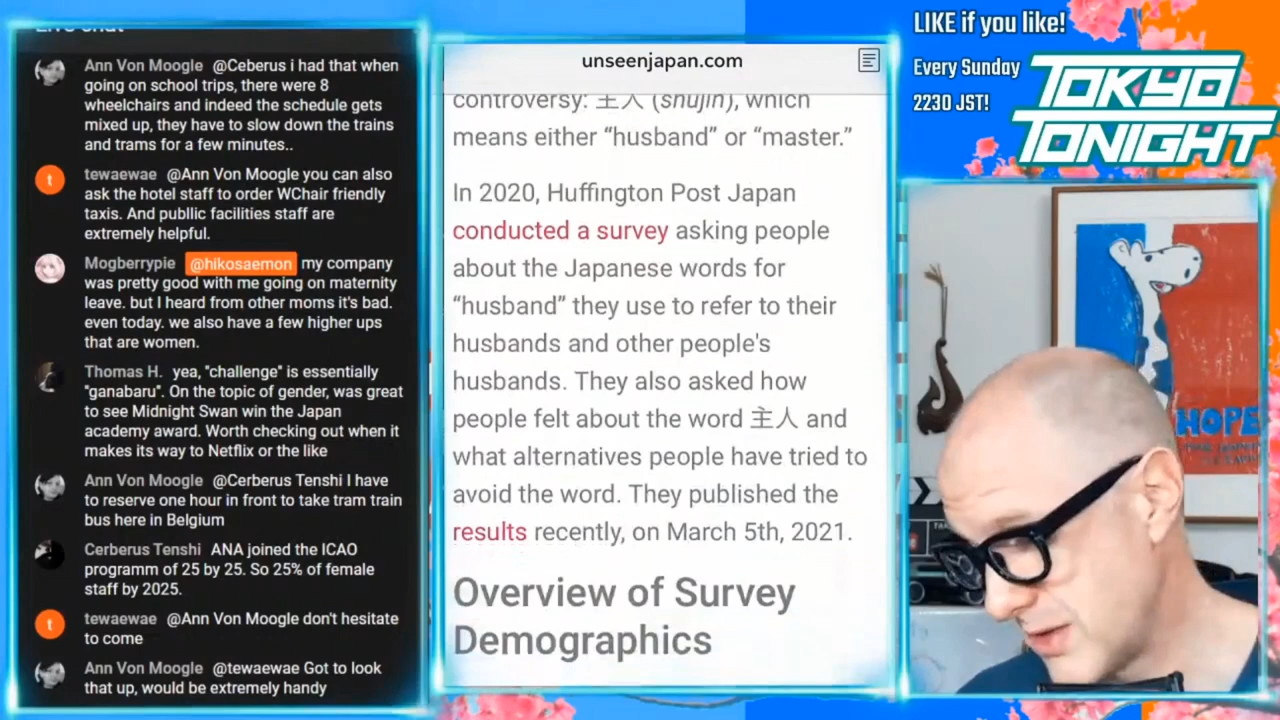 Ann Von Moogle @Ceberus i had that when
going on school trips, there were 8
wheelchairs and indeed the schedule gets
mixed up, they have to slow down the trains
and trams for a few minutes..
t
tewaewae @Ann Von Moogle you can also
ask the hotel staff to order WChair friendly
taxis. And publlic facilities staff are
extremely helpful.
Mogberrypie @hikosaemon my company
was pretty good with me going on maternity
leave. but I heard from other moms it's bad.
even today. we also have a few higher ups
that are women.
Thomas H. yea, "challenge" is essentially
"ganabaru". On the topic of gender, was great
to see Midnight Swan win the Japan
academy award. Worth checking out when it
makes its way to Netflix or the like
Ann Von Moogle @Cerberus Tenshi I have
to reserve one hour in front to take tram train
bus here in Belgium
Cerberus Tenshi ANA joined the ICAO
programm of 25 by 25. So 25% of female
staff by 2025.
t
tewaewae @Ann Von Moogle don't hesitate
to come
Ann Von Moogle @tewaewae Got to look
that up, would be extremely handy
unseenjapan.com
controversy: 主人 (shujin), which
means either “husband” or “master.”
In 2020, Huffington Post Japan
conducted a survey asking people
about the Japanese words for
“husband” they use to refer to their
husbands and other people's
husbands. They also asked how
people felt about the word 主人 and
what alternatives people have tried to
avoid the word. They published the
results recently, on March 5th, 2021.
Overview of Survey
Demographics
LIKE if you like!
Every Sunday
2230 JST!
TOKYO
TONIGHT
HOPE